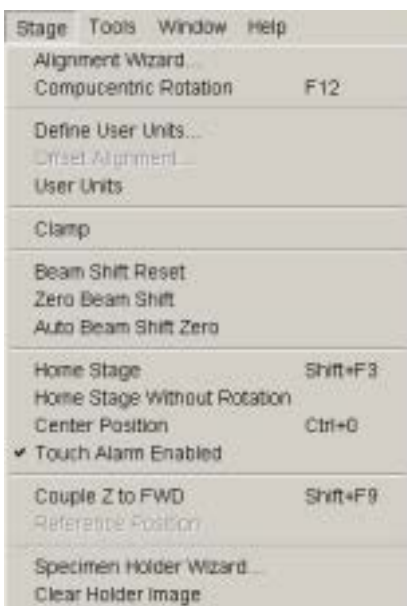 Stage Tools Window Help
Alignment Wizard...
Compucentric Rotation F12
Define User Units...
Offset Alignment...
User Units
Clamp
Beam Shift Reset
Zero Beam Shift
Auto Beam Shift Zero
Home Stage Shift+F3
Home Stage Without Rotation
Center Position Ctrl+0
Touch Alarm Enabled
Couple Z to FWD Shift+F9
Reference Position
Specimen Holder Wizard...
Clear Holder Image